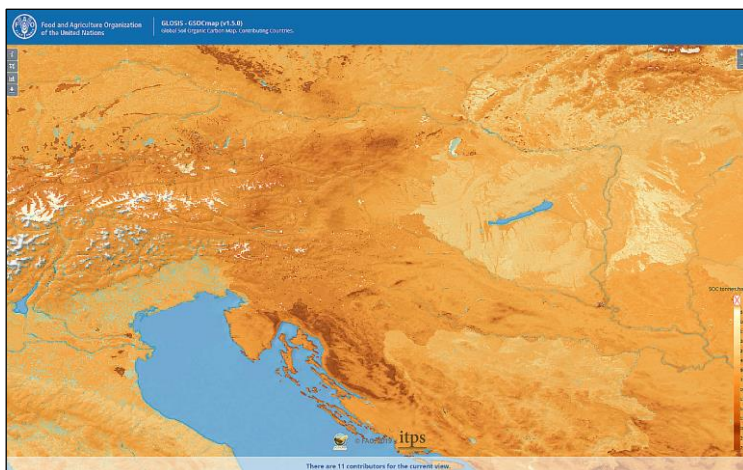 Food and Agriculture Organization
of the United Nations
GLOSIS - GSOCmap (v1.5.0)
Global Soil Organic Carbon Map. Contributing Countries.
SOC
© FAO
itps
There are 11 contributors for the current view.